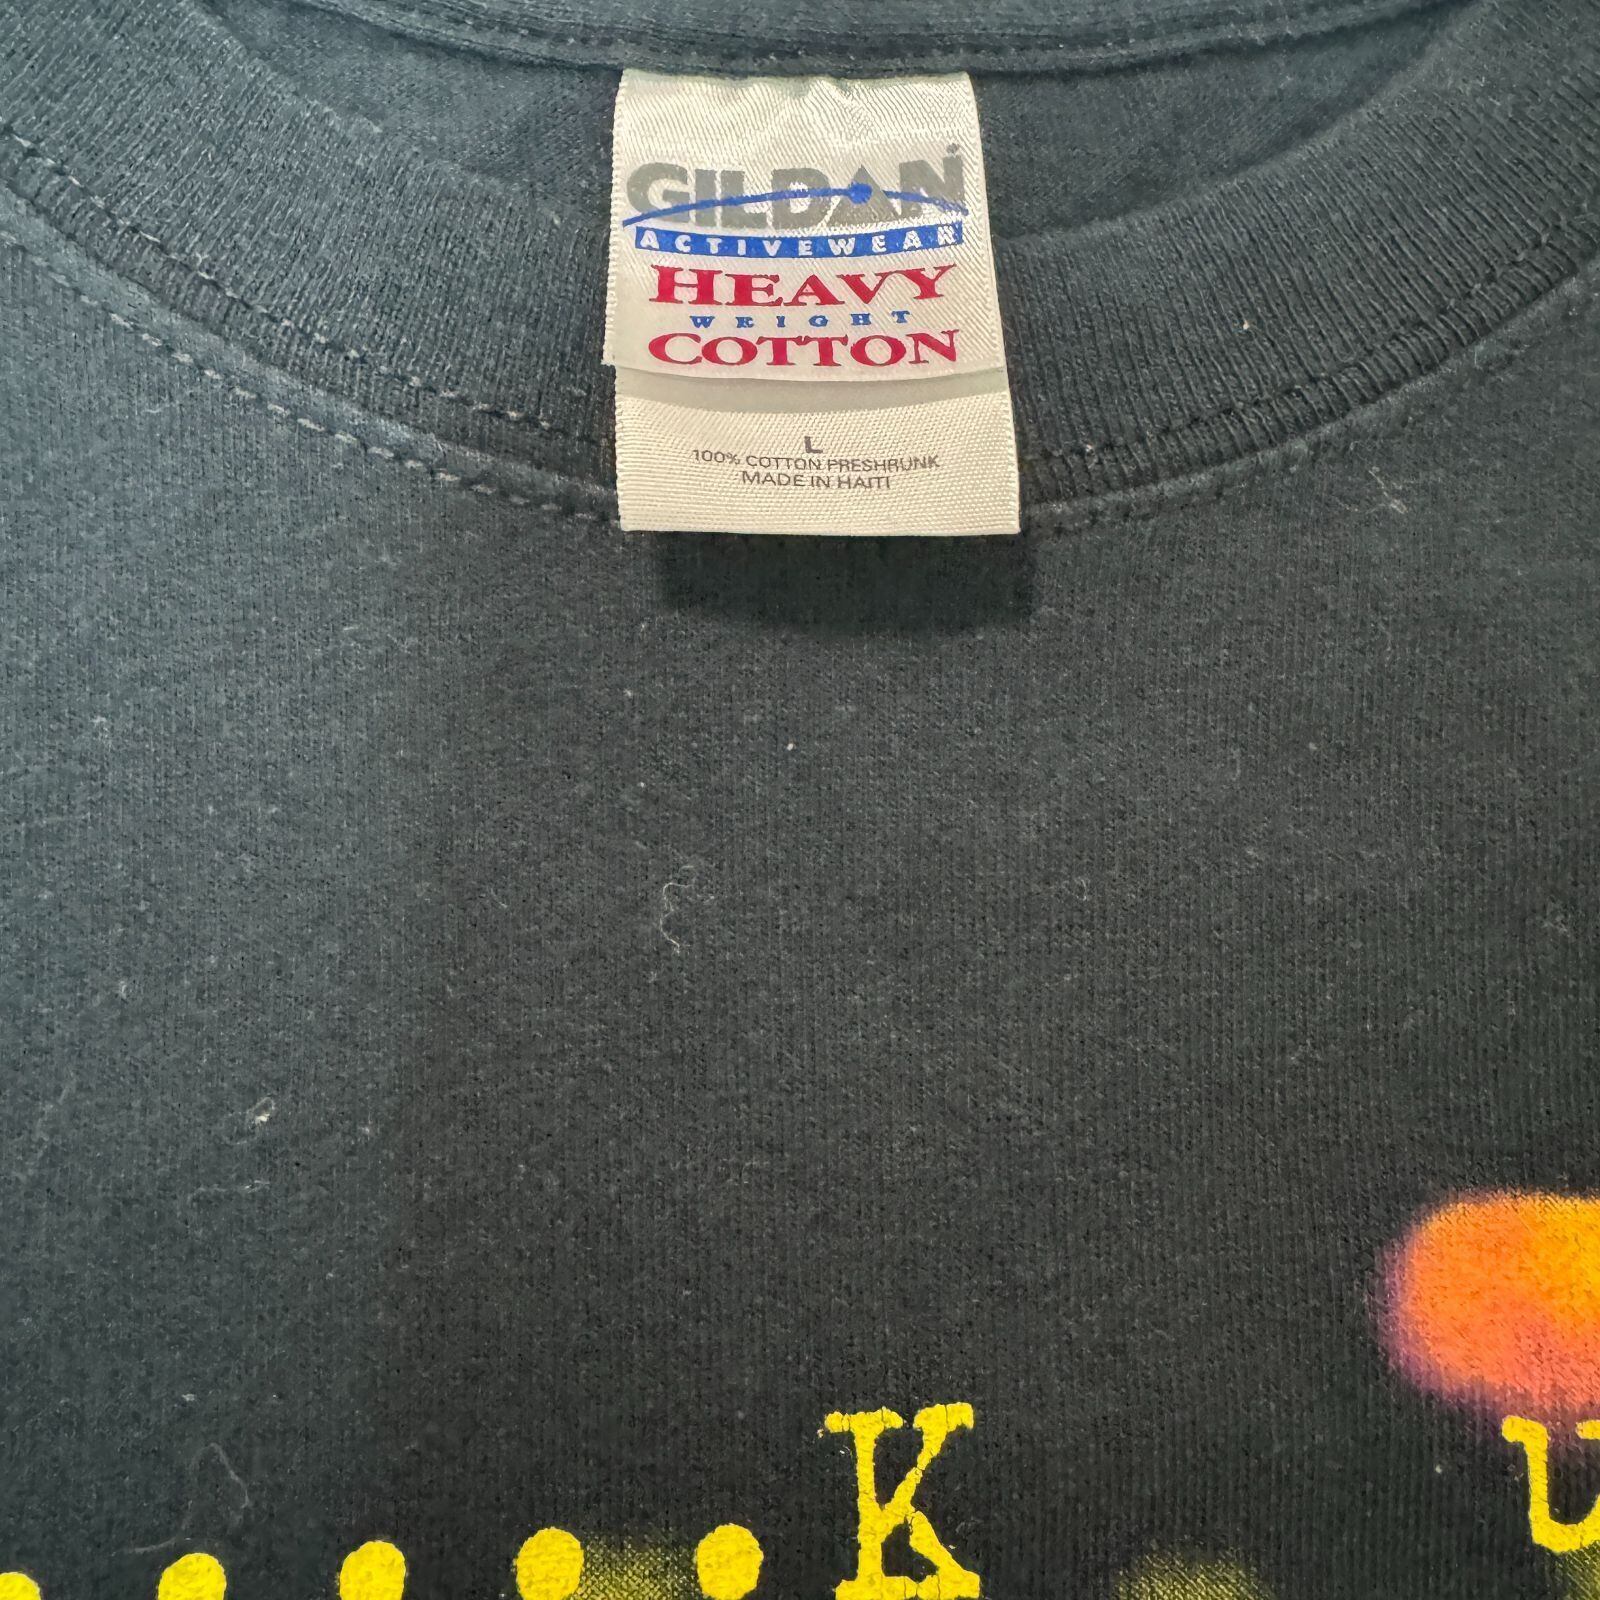 GILDAN
ACTIVEWEAR
HEAVY
WEIGHT
COTTON
L
100% COTTON PRESHRUNK
MADE IN HAITI
K